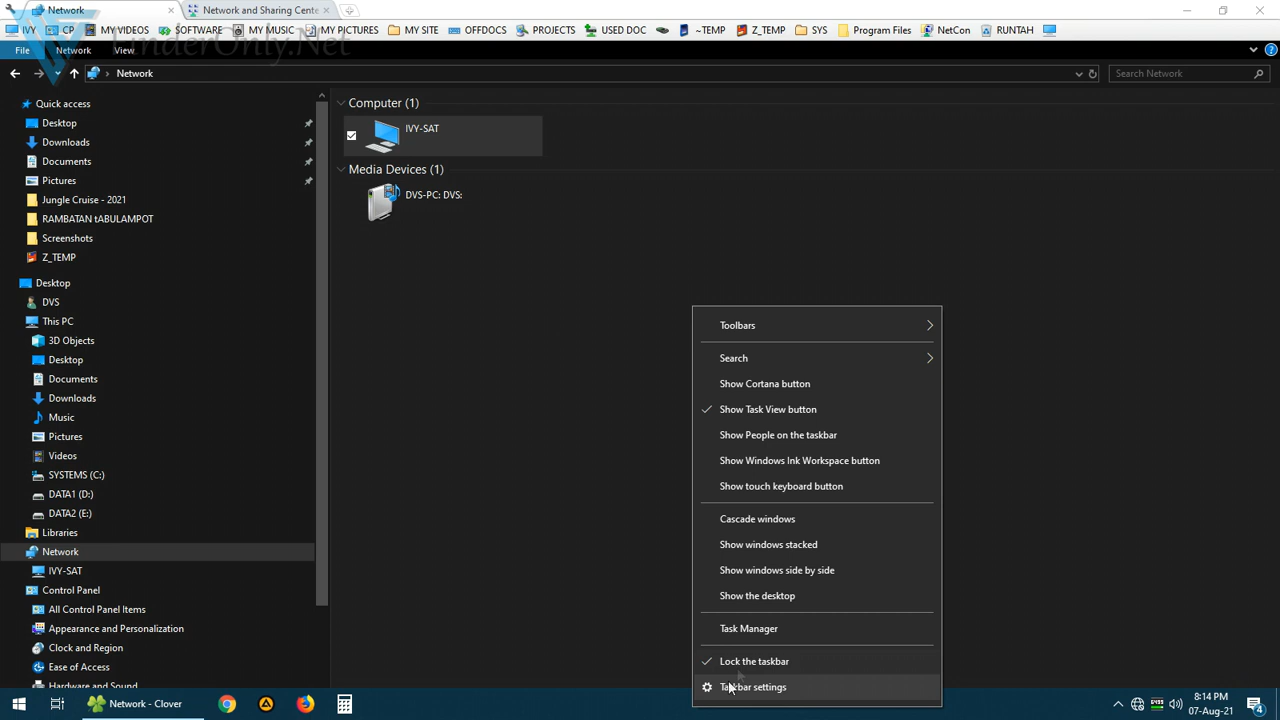 Network
Network and Sharing Cente
IVY
CP
MY VIDEOS
SOFTWARE
MY MUSIC
MY PICTURES
MY SITE
OFFDOCS
PROJECTS
USED DOC
~TEMP
Z_TEMP
SYS
Program Files
NetCon
RUNTAH
File
Network
View
Network
Search Network
Quick access
Desktop
Downloads
Documents
Pictures
Jungle Cruise - 2021
RAMBATAN tABULAMPOT
Screenshots
Z_TEMP
Desktop
DVS
This PC
3D Objects
Desktop
Documents
Downloads
Music
Pictures
Videos
SYSTEMS (C:)
DATA1 (D:)
DATA2 (E:)
Libraries
Network
IVY-SAT
Control Panel
All Control Panel Items
Appearance and Personalization
Clock and Region
Ease of Access
Hardware and Sound
Computer (1)
IVY-SAT
Media Devices (1)
DVS-PC: DVS:
Toolbars
Search
Show Cortana button
Show Task View button
Show People on the taskbar
Show Windows Ink Workspace button
Show touch keyboard button
Cascade windows
Show windows stacked
Show windows side by side
Show the desktop
Task Manager
Lock the taskbar
Taskbar settings
Network - Clover
8:14 PM
07-Aug-21
4